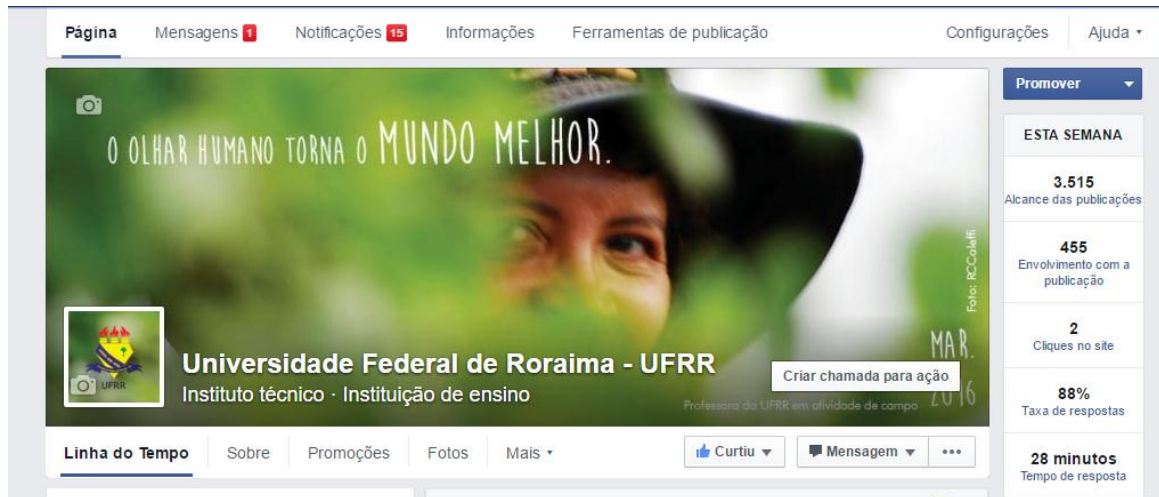 Página Mensagens 1 Notificações 15 Informações Ferramentas de publicação Configurações Ajuda
O OLHAR HUMANO TORNA O MUNDO MELHOR.
Foto: RCColeffi
MAR.
2016
Professora da UFRR em atividade de campo
UFRR
Universidade Federal de Roraima - UFRR
Instituto técnico · Instituição de ensino
Criar chamada para ação
Linha do Tempo Sobre Promoções Fotos Mais Curtiu Mensagem
Promover
ESTA SEMANA
3.515
Alcance das publicações
455
Envolvimento com a
publicação
2
Cliques no site
88%
Taxa de respostas
28 minutos
Tempo de resposta